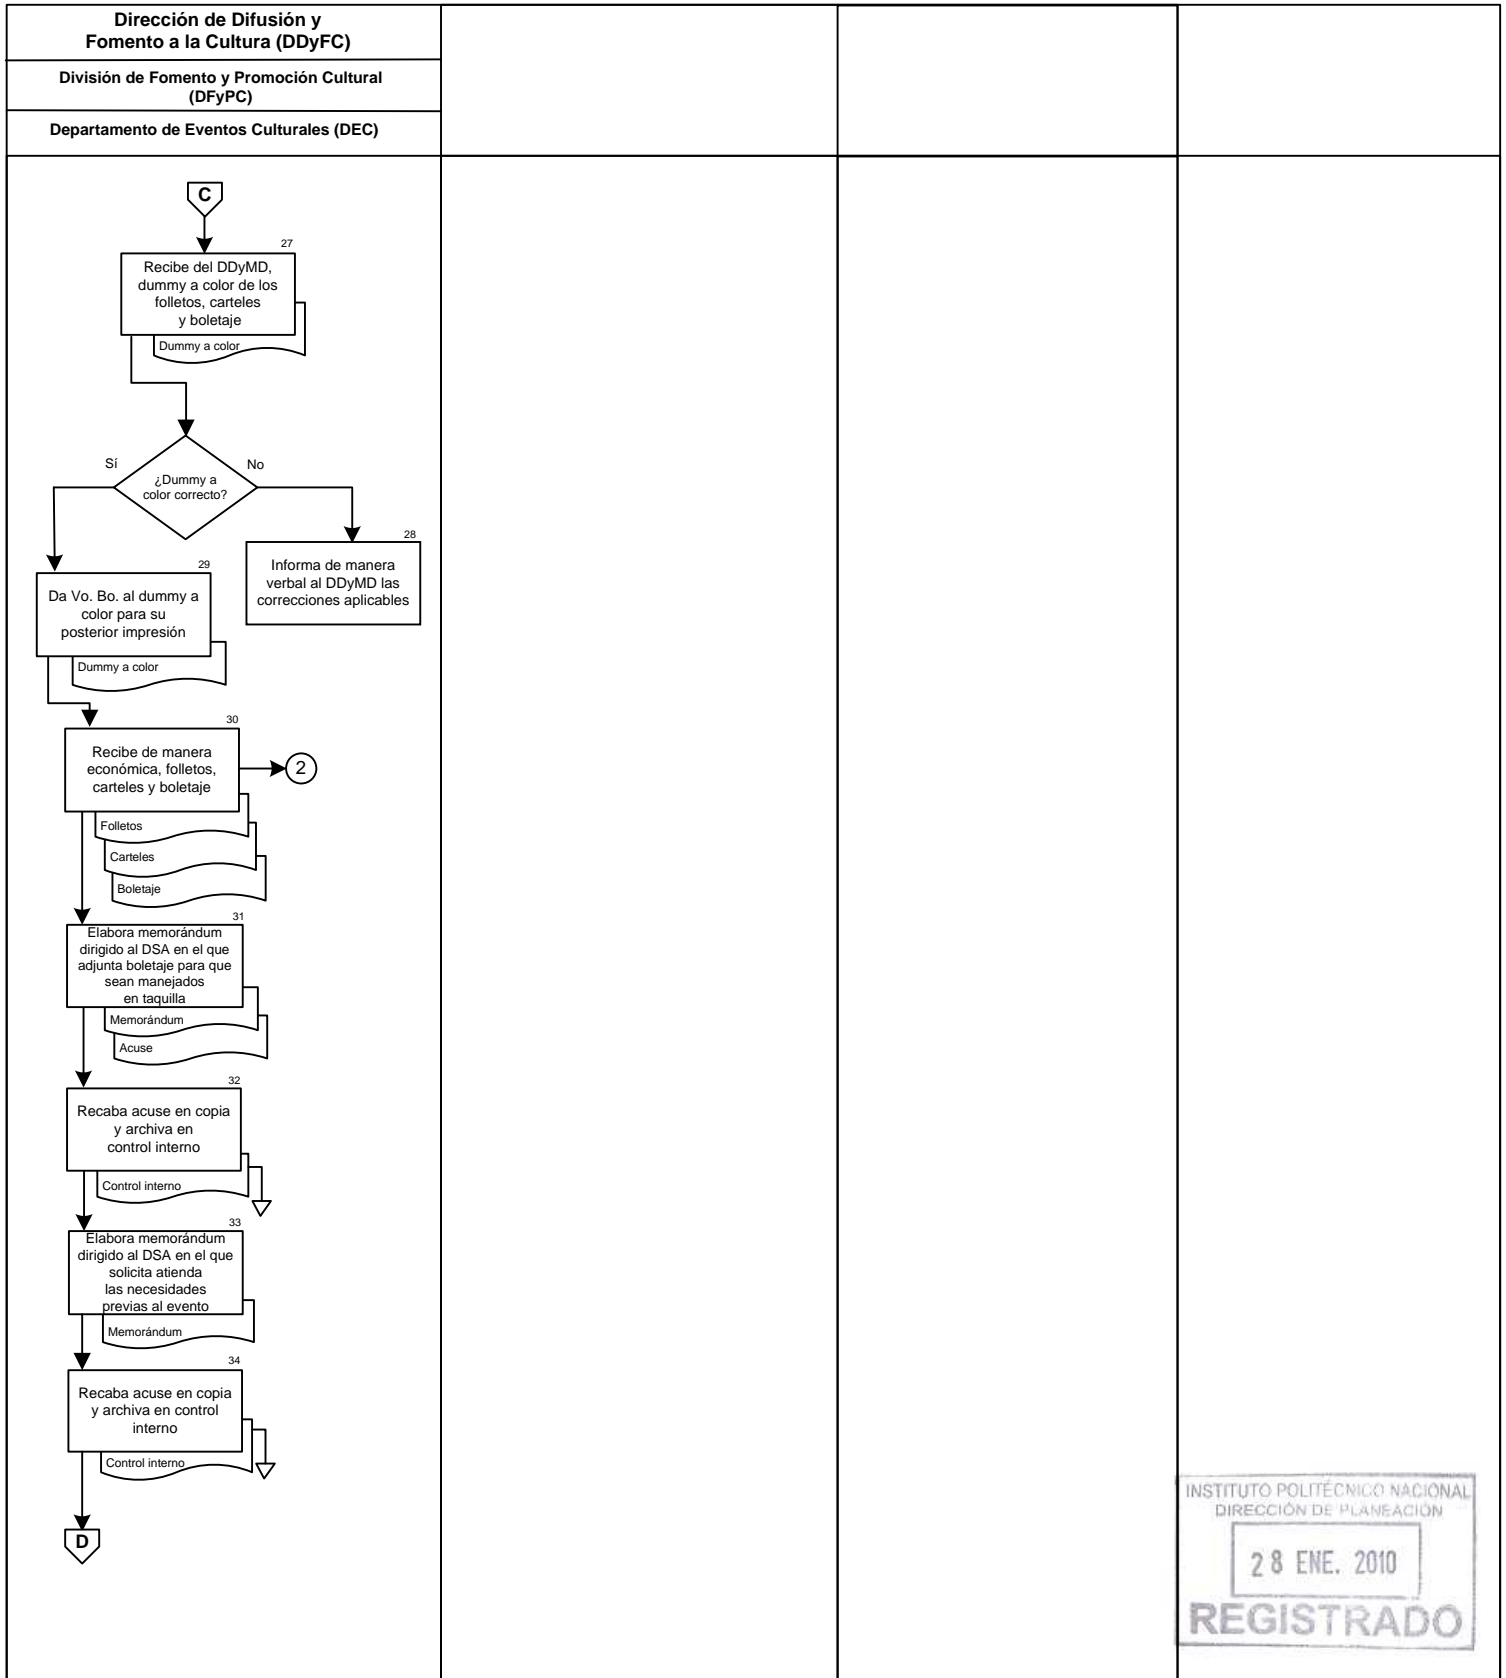 Dirección de Difusión y
Fomento a la Cultura (DDyFC)
División de Fomento y Promoción Cultural
(DFyPC)
Departamento de Eventos Culturales (DEC)
C
27
Recibe del DDyMD,
dummy a color de los
folletos, carteles
y boletaje
Dummy a color
Sí
No
¿Dummy a
color correcto?
28
Informa de manera
verbal al DDyMD las
correcciones aplicables
29
Da Vo. Bo. al dummy a
color para su
posterior impresión
Dummy a color
30
Recibe de manera
económica, folletos,
carteles y boletaje
2
Folletos
Carteles
Boletaje
31
Elabora memorándum
dirigido al DSA en el que
adjunta boletaje para que
sean manejados
en taquilla
Memorándum
Acuse
32
Recaba acuse en copia
y archiva en
control interno
Control interno
33
Elabora memorándum
dirigido al DSA en el que
solicita atienda
las necesidades
previas al evento
Memorándum
34
Recaba acuse en copia
y archiva en control
interno
Control interno
D
INSTITUTO POLITÉCNICO NACIONAL
DIRECCIÓN DE PLANEACIÓN
28 ENE. 2010
REGISTRADO